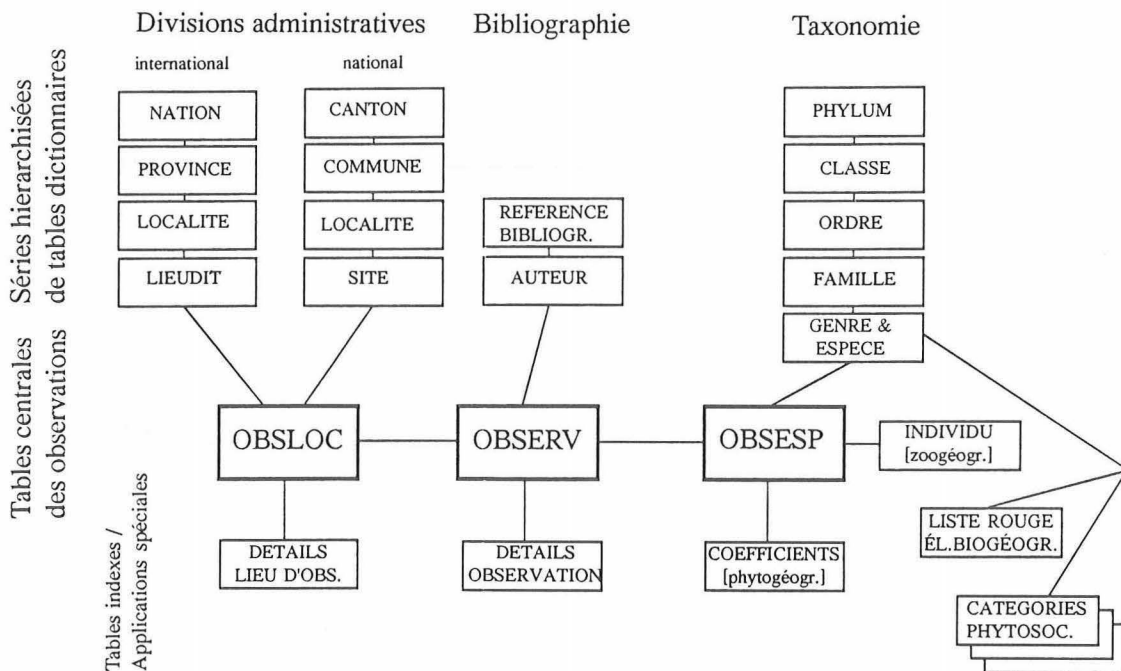 Divisions administratives
Bibliographie
Taxonomie
international
national
Séries hierarchisées
de tables dictionnaires
NATION
PROVINCE
LOCALITE
LIEUDIT
CANTON
COMMUNE
LOCALITE
SITE
REFERENCE
BIBLIOGR.
AUTEUR
PHYLUM
CLASSE
ORDRE
FAMILLE
GENRE &
ESPECE
Tables centrales
des observations
OBSLOC
OBSERV
OBSESP
INDIVIDU
[zoogéogr.]
Tables indexes /
Applications spéciales
DETAILS
LIEU D'OBS.
DETAILS
OBSERVATION
COEFFICIENTS
[phytogéogr.]
LISTE ROUGE
ÉL.BIOGÉOGR.
CATEGORIES
PHYTOSOC.